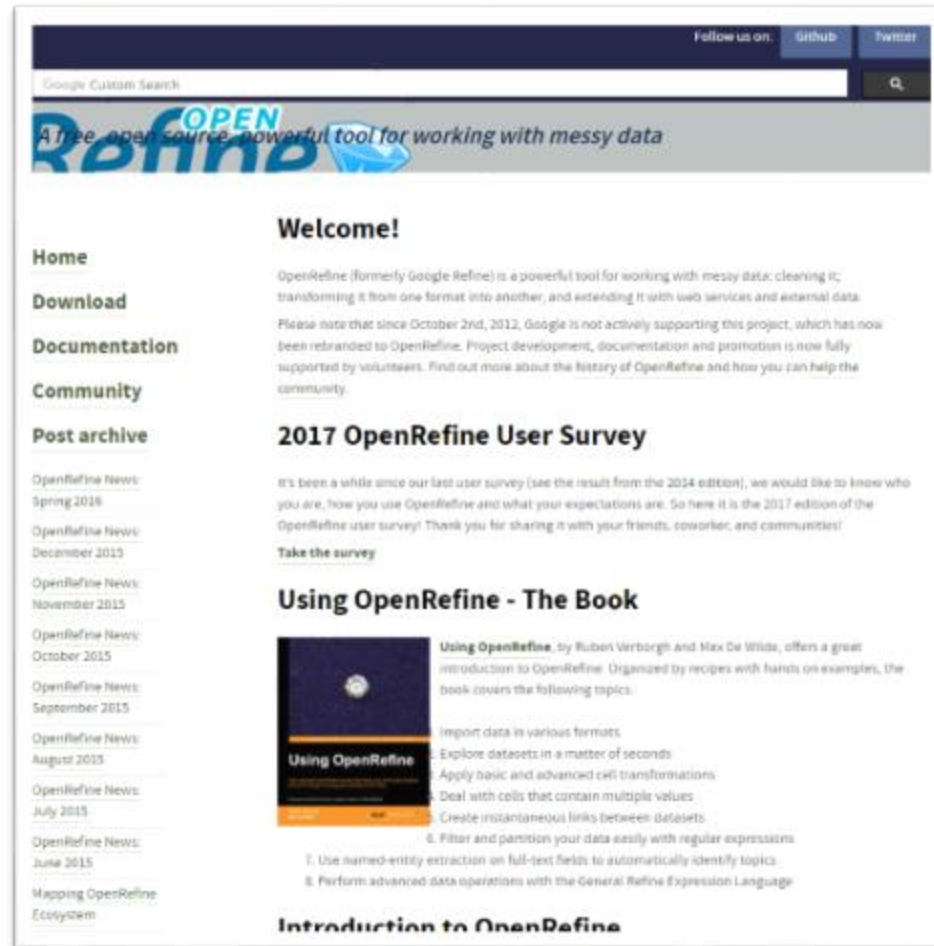 Follow us on: Github Twitter
Google Custom Search
OPEN
Refine
A free, open source, powerful tool for working with messy data
Home
Download
Documentation
Community
Post archive
OpenRefine News:
Spring 2016
OpenRefine News:
December 2015
OpenRefine News:
November 2015
OpenRefine News:
October 2015
OpenRefine News:
September 2015
OpenRefine News:
August 2015
OpenRefine News:
July 2015
OpenRefine News:
June 2015
Mapping OpenRefine
Ecosystem
Welcome!
OpenRefine (formerly Google Refine) is a powerful tool for working with messy data: cleaning it;
transforming it from one format into another; and extending it with web services and external data.
Please note that since October 2nd, 2012, Google is not actively supporting this project, which has now
been rebranded to OpenRefine. Project development, documentation and promotion is now fully
supported by volunteers. Find out more about the history of OpenRefine and how you can help the
community.
2017 OpenRefine User Survey
It's been a while since our last user survey (see the result from the 2014 edition), we would like to know who
you are, how you use OpenRefine and what your expectations are. So here it is the 2017 edition of the
OpenRefine user survey! Thank you for sharing it with your friends, coworker, and communities!
Take the survey
Using OpenRefine - The Book
Using OpenRefine
Using OpenRefine, by Ruben Verborgh and Max De Wilde, offers a great
introduction to OpenRefine. Organized by recipes with hands on examples, the
book covers the following topics:
Import data in various formats
Explore datasets in a matter of seconds
Apply basic and advanced cell transformations
Deal with cells that contain multiple values
Create instantaneous links between datasets
6. Filter and partition your data easily with regular expressions
7. Use named-entity extraction on full-text fields to automatically identify topics
8. Perform advanced data operations with the General Refine Expression Language
Introduction to OpenRefine